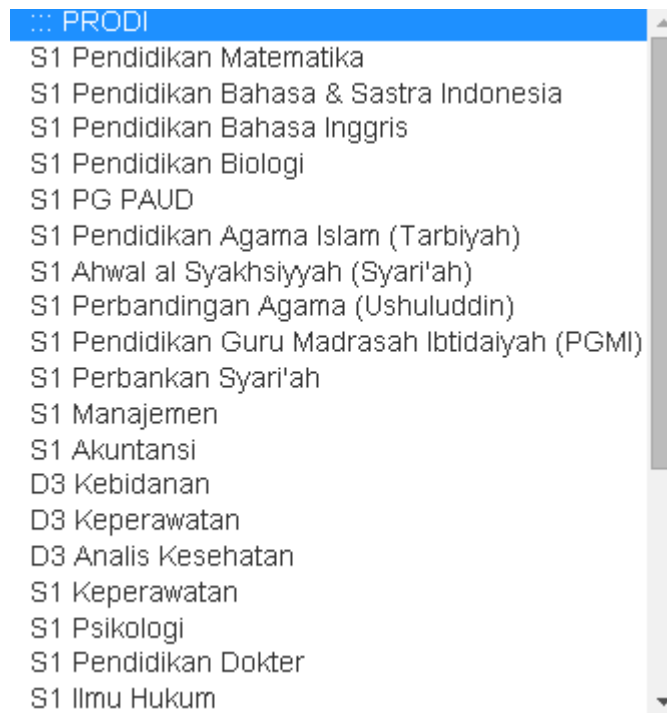 ::: PRODI
S1 Pendidikan Matematika
S1 Pendidikan Bahasa & Sastra Indonesia
S1 Pendidikan Bahasa Inggris
S1 Pendidikan Biologi
S1 PG PAUD
S1 Pendidikan Agama Islam (Tarbiyah)
S1 Ahwal al Syakhsiyyah (Syari'ah)
S1 Perbandingan Agama (Ushuluddin)
S1 Pendidikan Guru Madrasah Ibtidaiyah (PGMI)
S1 Perbankan Syari'ah
S1 Manajemen
S1 Akuntansi
D3 Kebidanan
D3 Keperawatan
D3 Analis Kesehatan
S1 Keperawatan
S1 Psikologi
S1 Pendidikan Dokter
S1 Ilmu Hukum